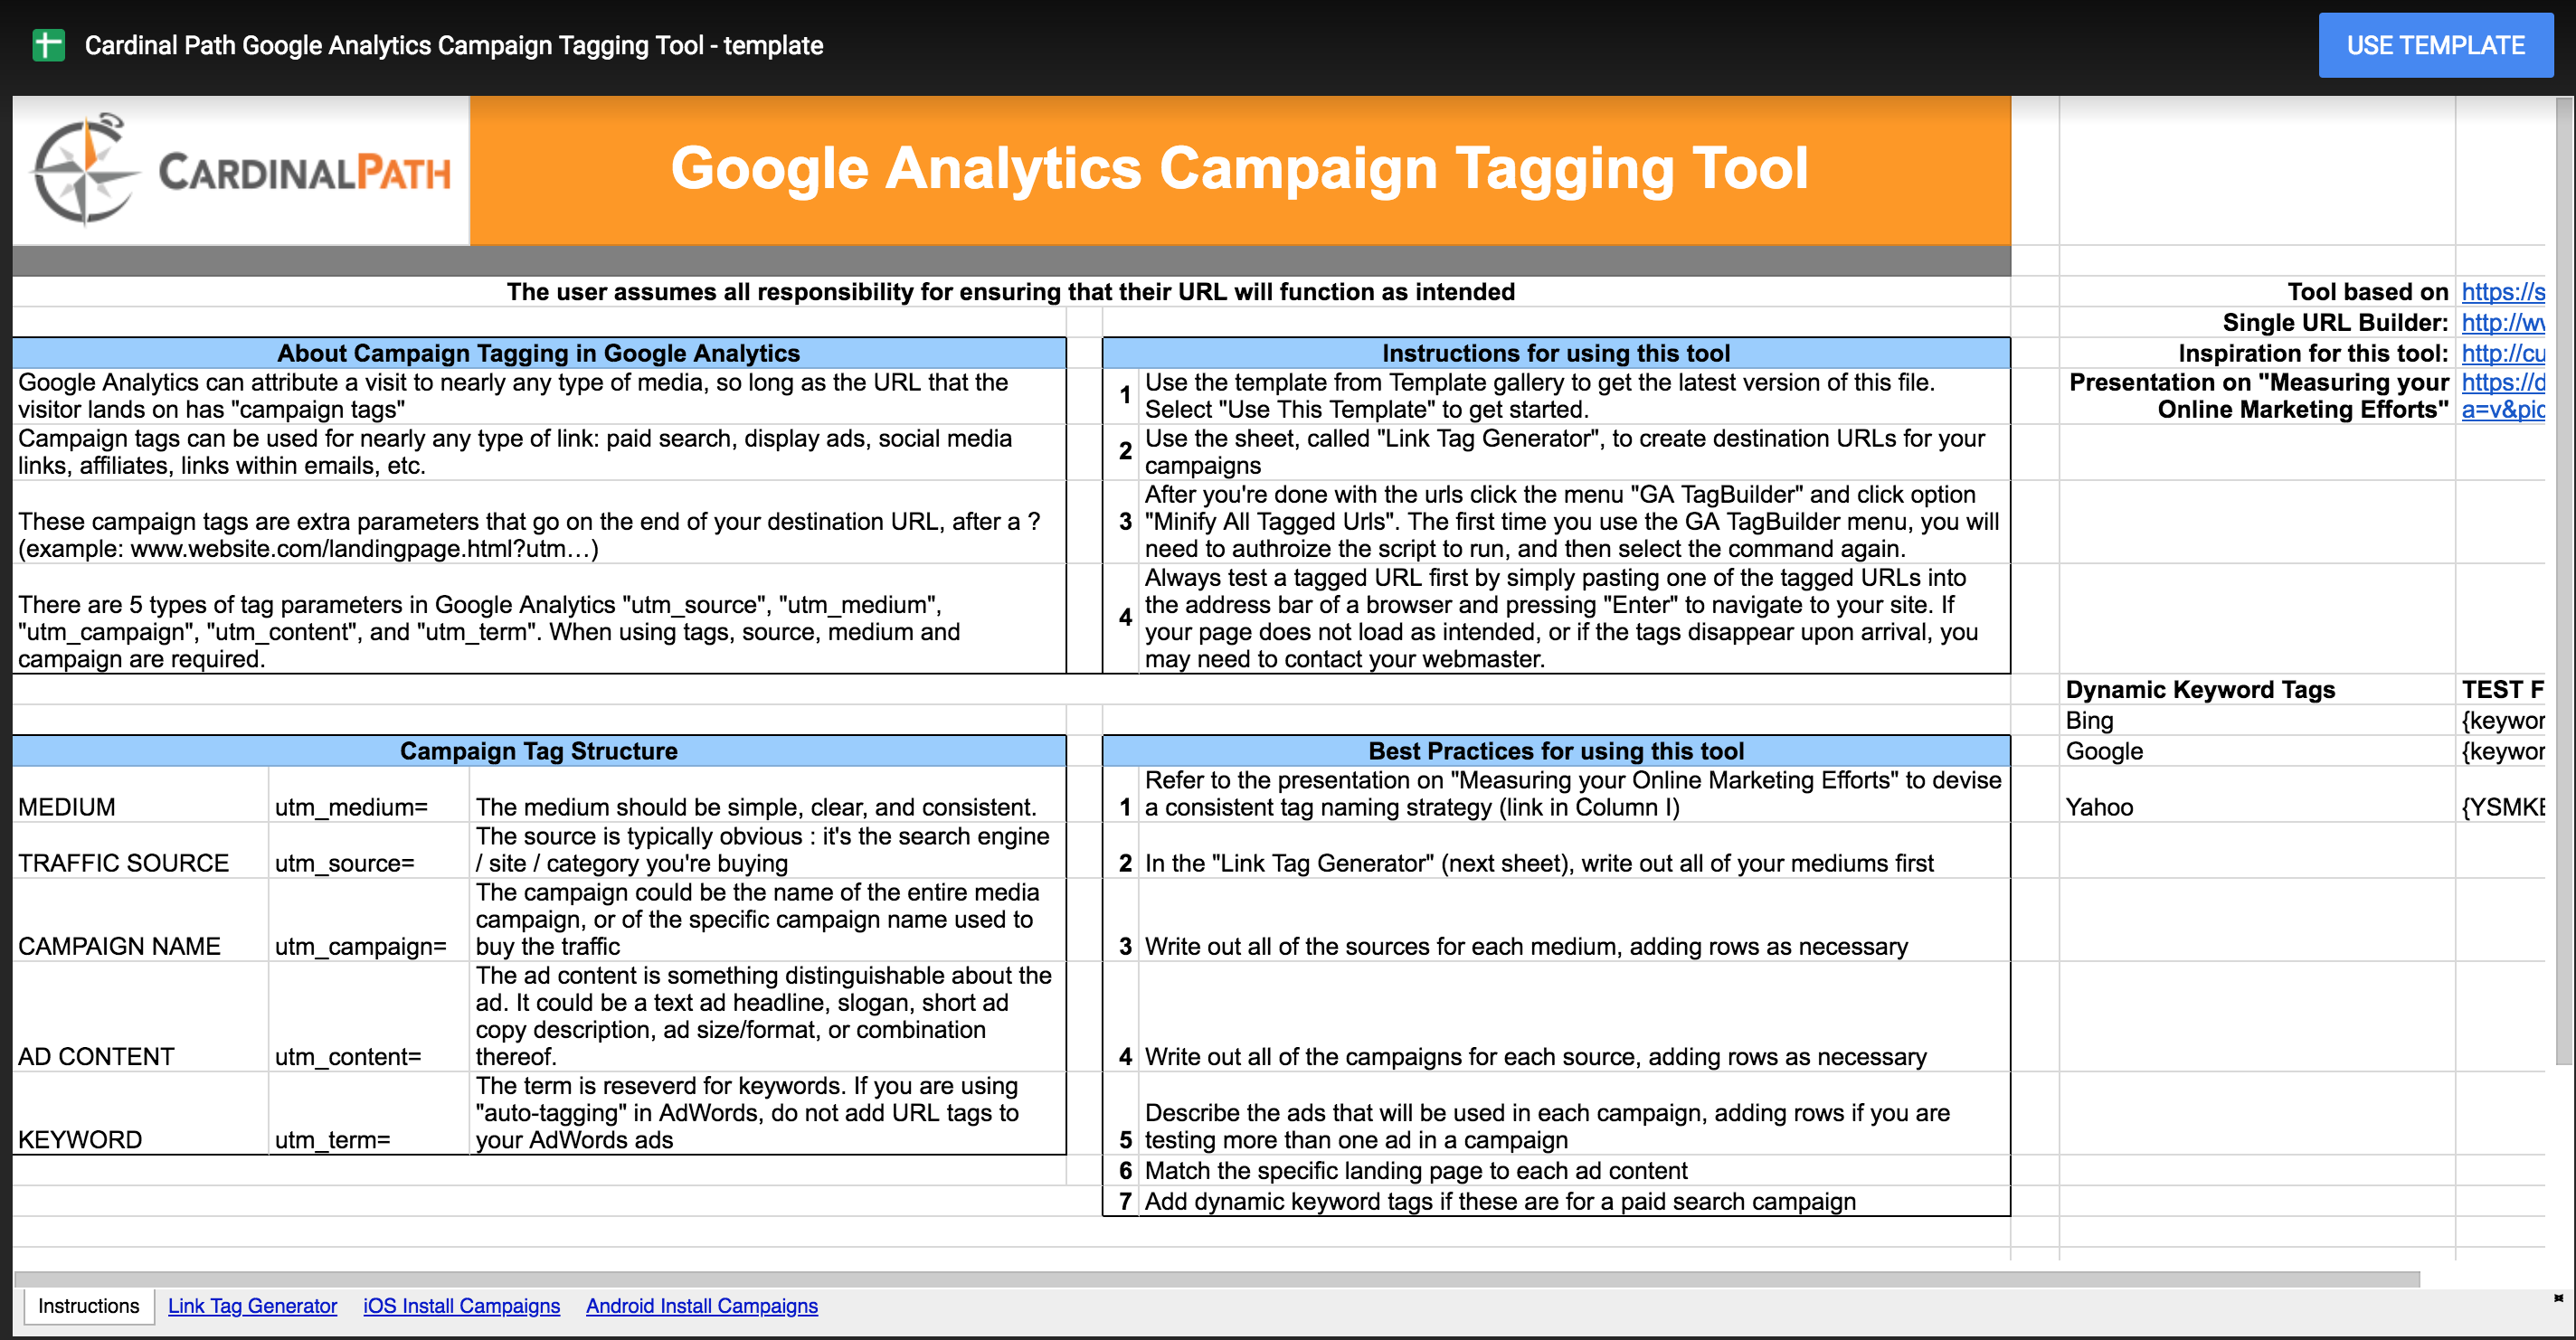 Cardinal Path Google Analytics Campaign Tagging Tool - template
USE TEMPLATE
CARDINALPATH
Google Analytics Campaign Tagging Tool
The user assumes all responsibility for ensuring that their URL will function as intended
Tool based on https://s
Single URL Builder: http://w
Inspiration for this tool: http://cu
Presentation on "Measuring your https://d
Online Marketing Efforts" a=v&pid
About Campaign Tagging in Google Analytics
Google Analytics can attribute a visit to nearly any type of media, so long as the URL that the
visitor lands on has "campaign tags"
Campaign tags can be used for nearly any type of link: paid search, display ads, social media
links, affiliates, links within emails, etc.
These campaign tags are extra parameters that go on the end of your destination URL, after a ?
(example: www.website.com/landingpage.html?utm...)
There are 5 types of tag parameters in Google Analytics "utm_source", "utm_medium",
"utm_campaign", "utm_content", and "utm_term". When using tags, source, medium and
campaign are required.
Instructions for using this tool
1 Use the template from Template gallery to get the latest version of this file.
Select "Use This Template" to get started.
2 Use the sheet, called "Link Tag Generator", to create destination URLs for your
campaigns
After you're done with the urls click the menu "GA TagBuilder" and click option
3 "Minify All Tagged Urls". The first time you use the GA TagBuilder menu, you will
need to authroize the script to run, and then select the command again.
Always test a tagged URL first by simply pasting one of the tagged URLs into
the address bar of a browser and pressing "Enter" to navigate to your site. If
4 your page does not load as intended, or if the tags disappear upon arrival, you
may need to contact your webmaster.
Dynamic Keyword Tags TEST F
Bing {keywor
Google {keywor
Yahoo {YSMKE
Campaign Tag Structure
MEDIUM utm_medium= The medium should be simple, clear, and consistent.
The source is typically obvious : it's the search engine
TRAFFIC SOURCE utm_source= / site / category you're buying
The campaign could be the name of the entire media
campaign, or of the specific campaign name used to
CAMPAIGN NAME utm_campaign= buy the traffic
The ad content is something distinguishable about the
ad. It could be a text ad headline, slogan, short ad
copy description, ad size/format, or combination
AD CONTENT utm_content= thereof.
The term is reseverd for keywords. If you are using
"auto-tagging" in AdWords, do not add URL tags to
KEYWORD utm_term= your AdWords ads
Best Practices for using this tool
Refer to the presentation on "Measuring your Online Marketing Efforts" to devise
1 a consistent tag naming strategy (link in Column I)
2 In the "Link Tag Generator" (next sheet), write out all of your mediums first
3 Write out all of the sources for each medium, adding rows as necessary
4 Write out all of the campaigns for each source, adding rows as necessary
Describe the ads that will be used in each campaign, adding rows if you are
5 testing more than one ad in a campaign
6 Match the specific landing page to each ad content
7 Add dynamic keyword tags if these are for a paid search campaign
Instructions Link Tag Generator iOS Install Campaigns Android Install Campaigns